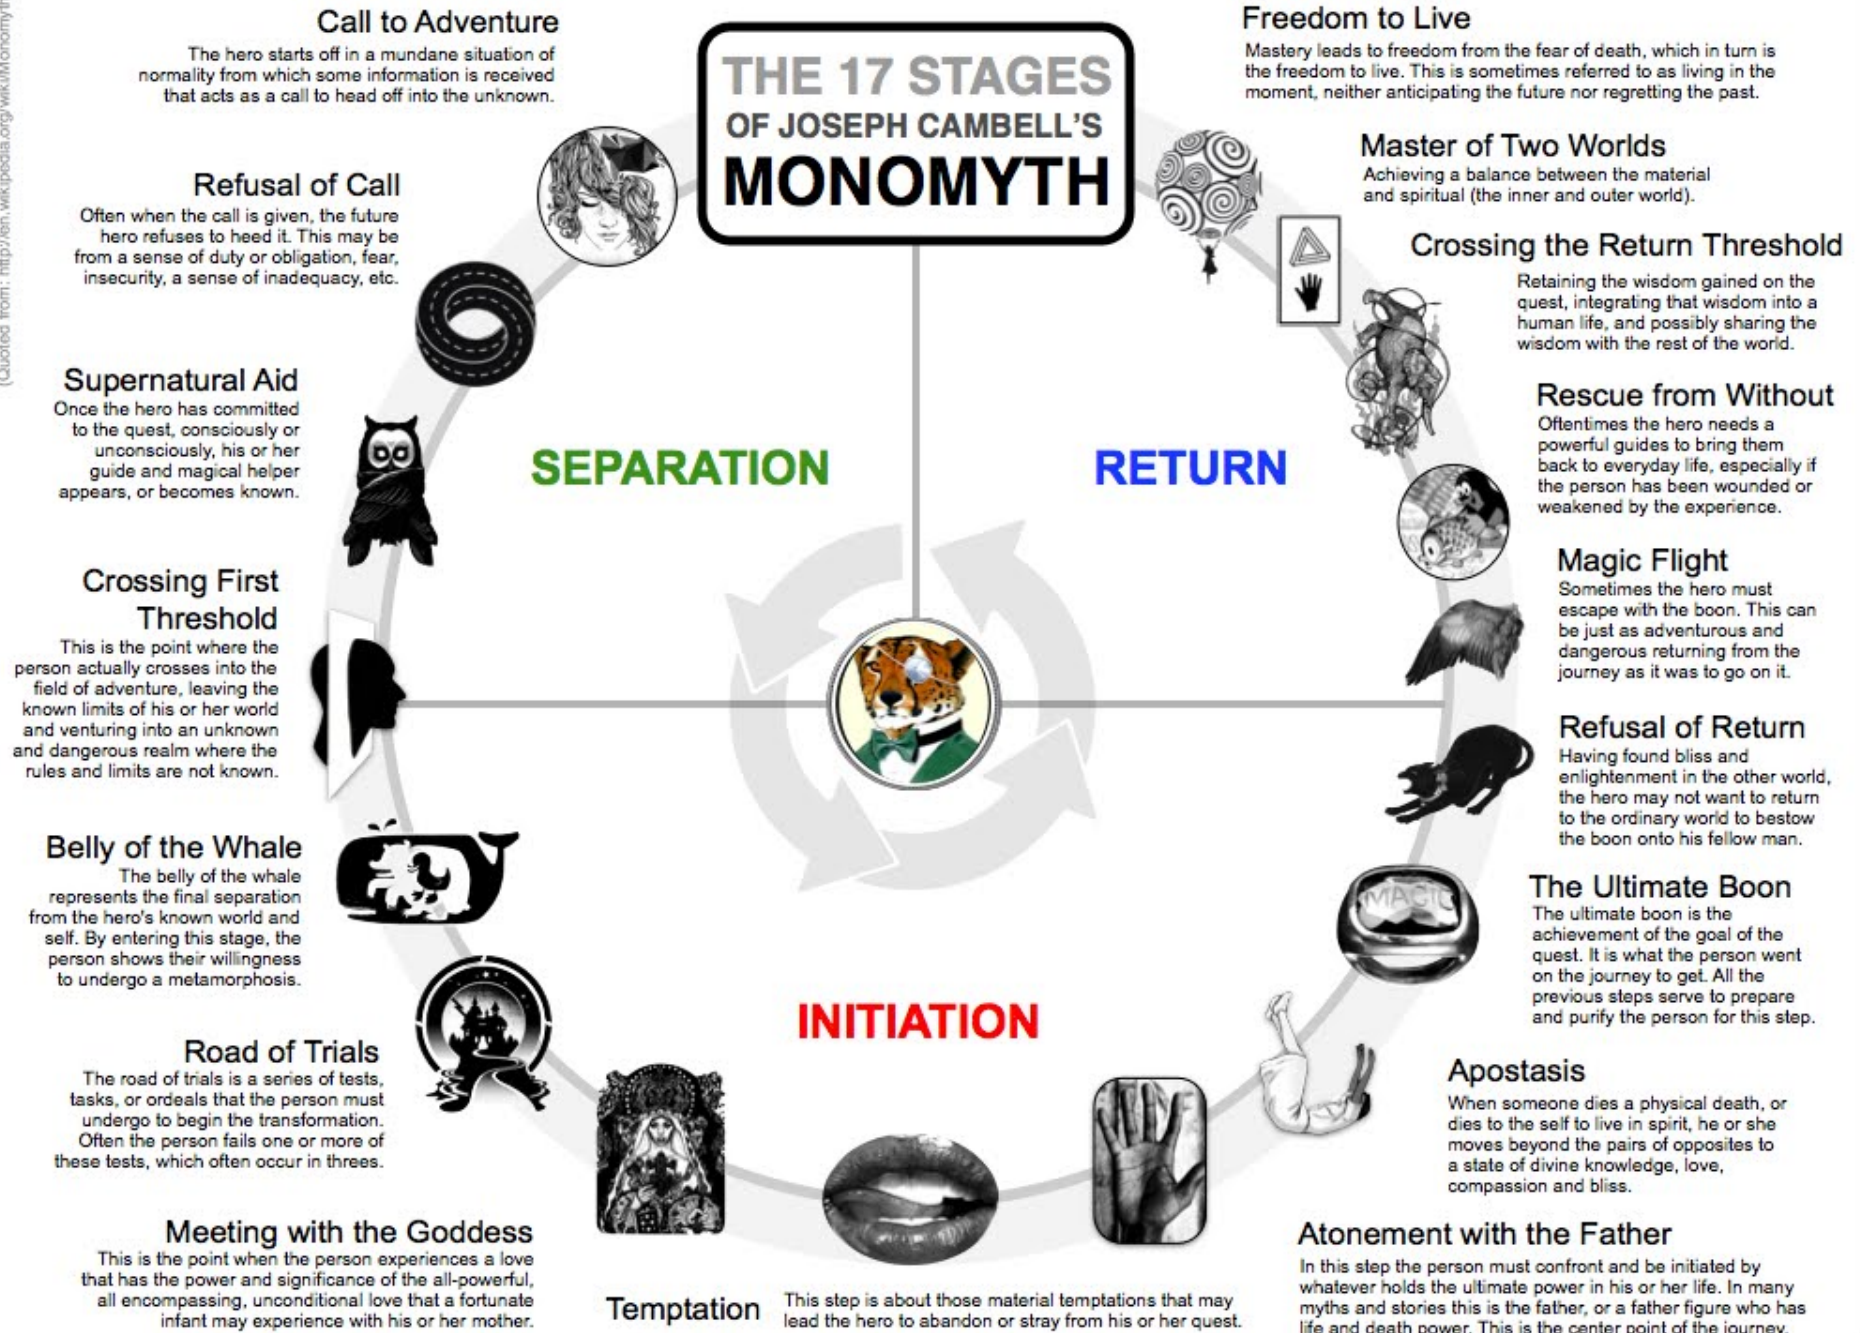 THE 17 STAGES
OF JOSEPH CAMBELL'S
MONOMYTH
Call to Adventure
The hero starts off in a mundane situation of
normality from which some information is received
that acts as a call to head off into the unknown.
Refusal of Call
Often when the call is given, the future
hero refuses to heed it. This may be
from a sense of duty or obligation, fear,
insecurity, a sense of inadequacy, etc.
Supernatural Aid
Once the hero has committed
to the quest, consciously or
unconsciously, his or her
guide and magical helper
appears, or becomes known.
Crossing First
Threshold
This is the point where the
person actually crosses into the
field of adventure, leaving the
known limits of his or her world
and venturing into an unknown
and dangerous realm where the
rules and limits are not known.
Belly of the Whale
The belly of the whale
represents the final separation
from the hero's known world and
self. By entering this stage, the
person shows their willingness
to undergo a metamorphosis.
Road of Trials
The road of trials is a series of tests,
tasks, or ordeals that the person must
undergo to begin the transformation.
Often the person fails one or more of
these tests, which often occur in threes.
Meeting with the Goddess
This is the point when the person experiences a love
that has the power and significance of the all-powerful,
all encompassing, unconditional love that a fortunate
infant may experience with his or her mother.
Temptation
This step is about those material temptations that may
lead the hero to abandon or stray from his or her quest.
Atonement with the Father
In this step the person must confront and be initiated by
whatever holds the ultimate power in his or her life. In many
myths and stories this is the father, or a father figure who has
life and death power. This is the center point of the journey.
Apostasis
When someone dies a physical death, or
dies to the self to live in spirit, he or she
moves beyond the pairs of opposites to
a state of divine knowledge, love,
compassion and bliss.
The Ultimate Boon
The ultimate boon is the
achievement of the goal of the
quest. It is what the person went
on the journey to get. All the
previous steps serve to prepare
and purify the person for this step.
MAGIC
Refusal of Return
Having found bliss and
enlightenment in the other world,
the hero may not want to return
to the ordinary world to bestow
the boon onto his fellow man.
Magic Flight
Sometimes the hero must
escape with the boon. This can
be just as adventurous and
dangerous returning from the
journey as it was to go on it.
Rescue from Without
Oftentimes the hero needs a
powerful guides to bring them
back to everyday life, especially if
the person has been wounded or
weakened by the experience.
Crossing the Return Threshold
Retaining the wisdom gained on the
quest, integrating that wisdom into a
human life, and possibly sharing the
wisdom with the rest of the world.
Master of Two Worlds
Achieving a balance between the material
and spiritual (the inner and outer world).
Freedom to Live
Mastery leads to freedom from the fear of death, which in turn is
the freedom to live. This is sometimes referred to as living in the
moment, neither anticipating the future nor regretting the past.
SEPARATION
RETURN
INITIATION
(Quoted from: http://en.wikipedia.org/wiki/Monomyth